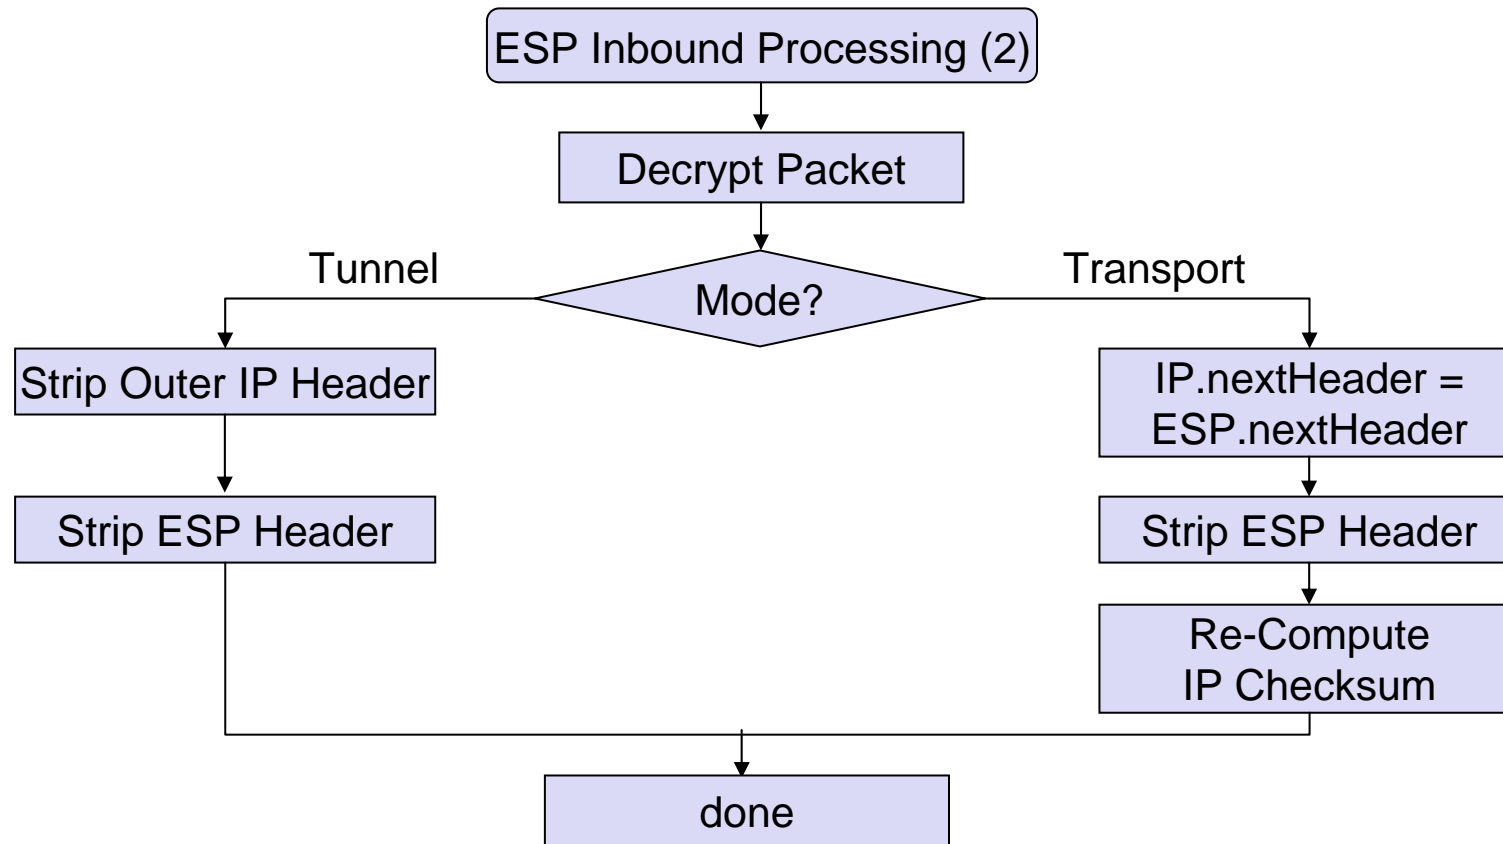 ESP Inbound Processing (2)
Decrypt Packet
Tunnel
Transport
Mode?
Strip Outer IP Header
IP.nextHeader =
ESP.nextHeader
Strip ESP Header
Strip ESP Header
Re-Compute
IP Checksum
done